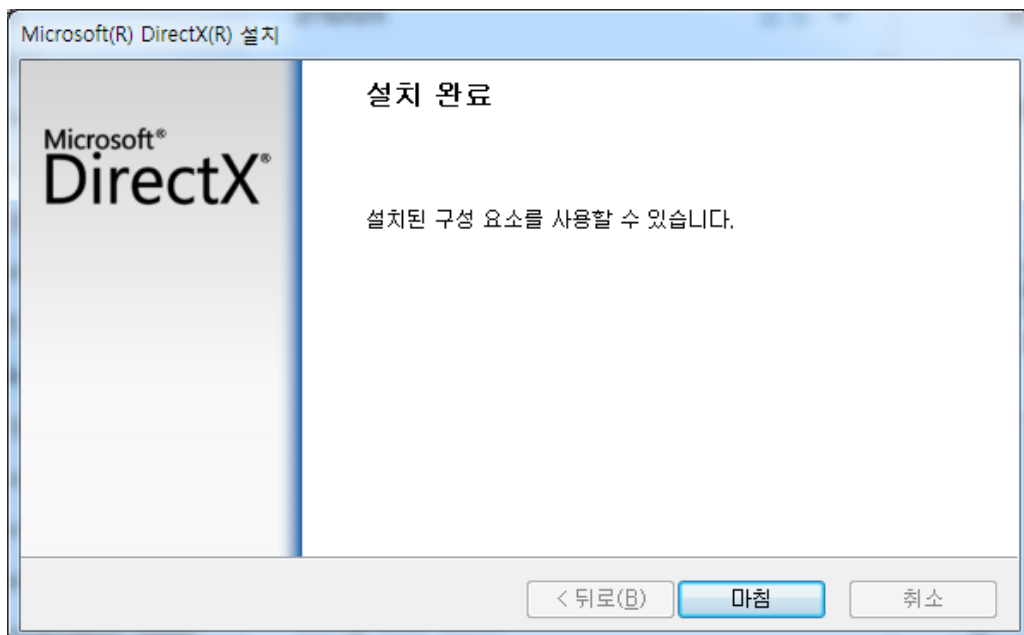 Microsoft(R) DirectX(R) 설치
Microsoft®
DirectX®
설치 완료
설치된 구성 요소를 사용할 수 있습니다.
< 뒤로(B)
마침
취소